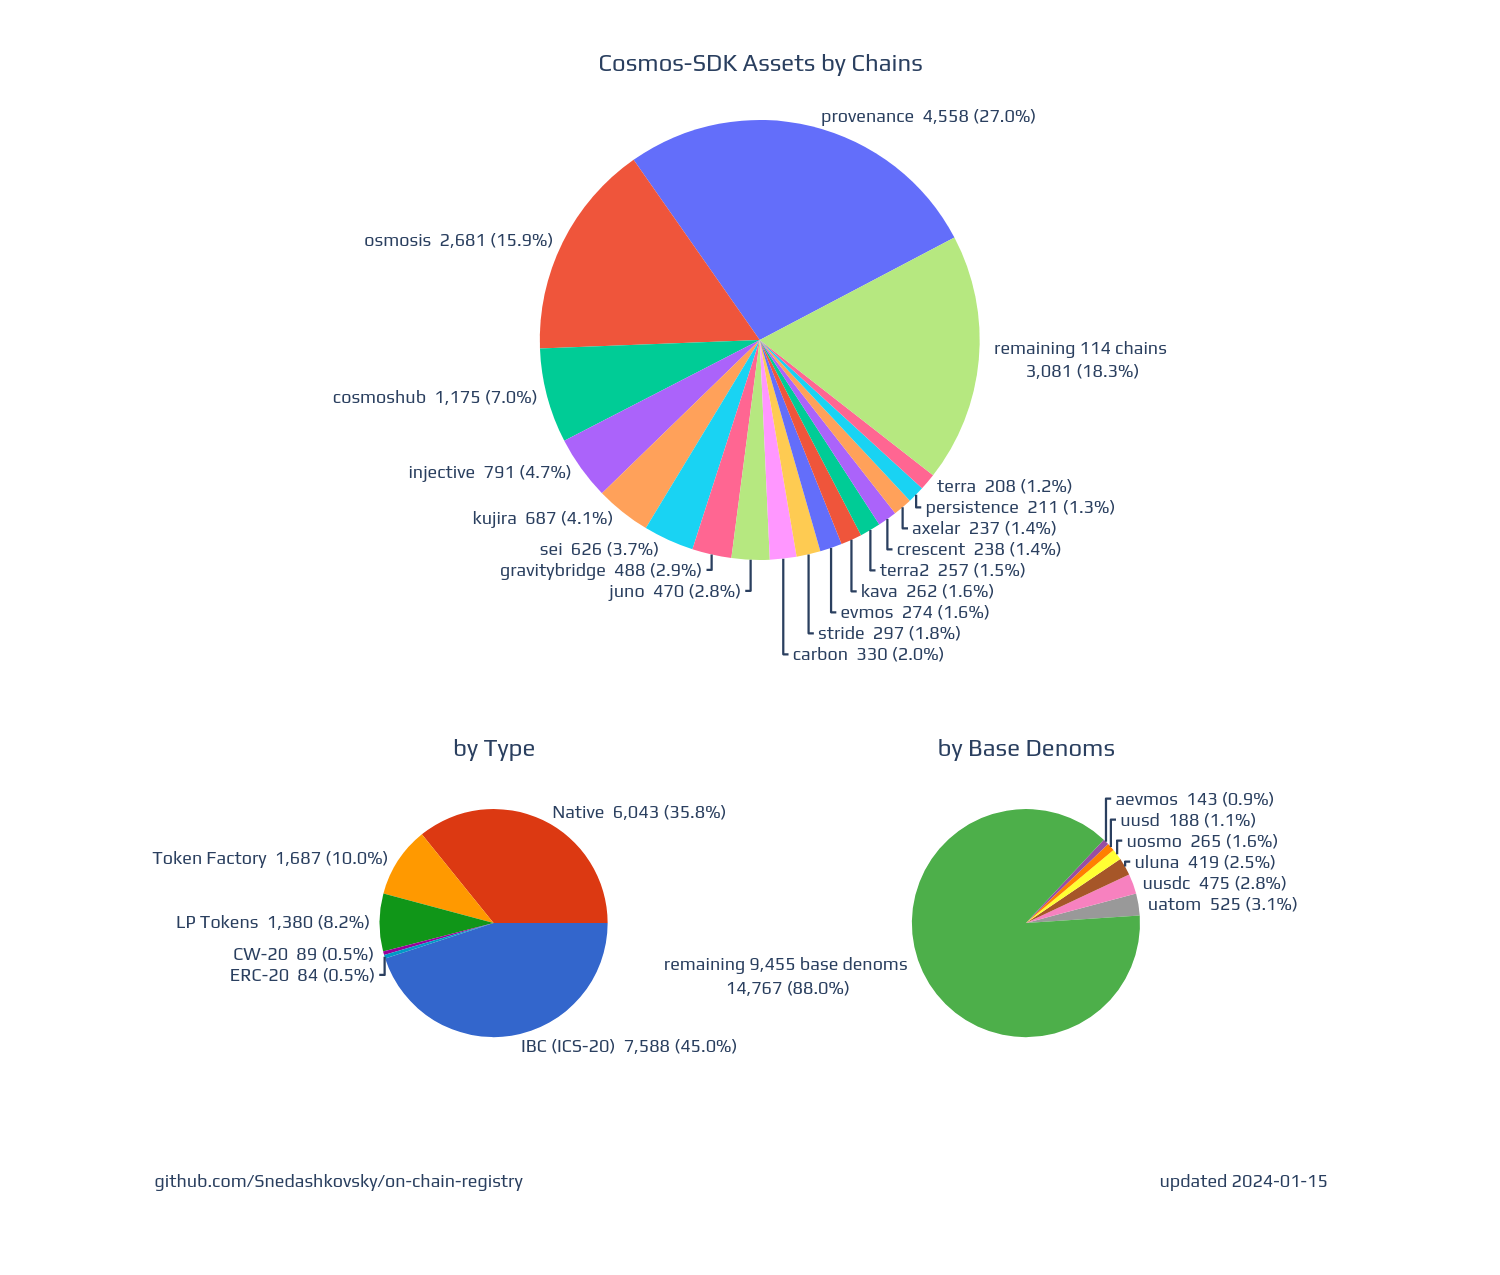 Cosmos-SDK Assets by Chains
provenance 4,558 (27.0%)
osmosis 2,681 (15.9%)
remaining 114 chains
3,081 (18.3%)
cosmoshub 1,175 (7.0%)
injective 791 (4.7%)
terra 208 (1.2%)
persistence 211 (1.3%)
kujira 687 (4.1%)
axelar 237 (1.4%)
sei 626 (3.7%)
crescent 238 (1.4%)
gravitybridge 488 (2.9%)
terra2 257 (1.5%)
juno 470 (2.8%)
kava 262 (1.6%)
evmos 274 (1.6%)
stride 297 (1.8%)
carbon 330 (2.0%)
by Type
Native 6,043 (35.8%)
Token Factory 1,687 (10.0%)
LP Tokens 1,380 (8.2%)
CW-20 89 (0.5%)
ERC-20 84 (0.5%)
IBC (ICS-20) 7,588 (45.0%)
by Base Denoms
aevmos 143 (0.9%)
uusd 188 (1.1%)
uosmo 265 (1.6%)
uluna 419 (2.5%)
uusdc 475 (2.8%)
uatom 525 (3.1%)
remaining 9,455 base denoms
14,767 (88.0%)
github.com/Snedashkovsky/on-chain-registry
updated 2024-01-15